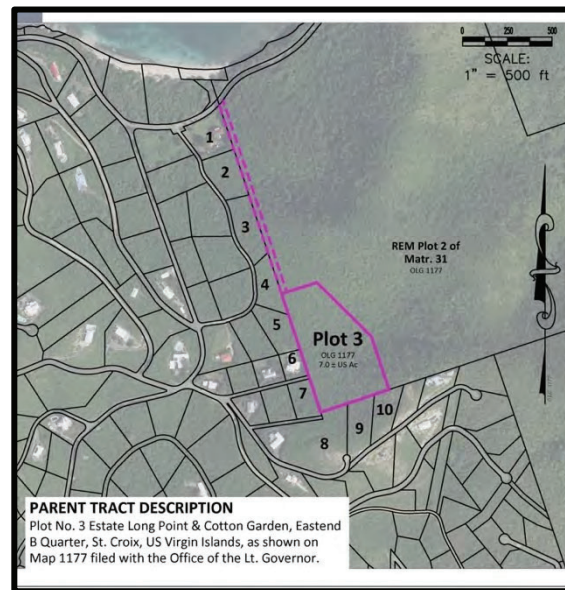 0 250 500
SCALE:
1" = 500 ft
1
2
3
4
5
6
7
8
9
10
REM Plot 2 of
Matr. 31
OLG 1177
Plot 3
OLG 1177
7.0 ± US Ac
PARENT TRACT DESCRIPTION
Plot No. 3 Estate Long Point & Cotton Garden, Eastend
B Quarter, St. Croix, US Virgin Islands, as shown on
Map 1177 filed with the Office of the Lt. Governor.